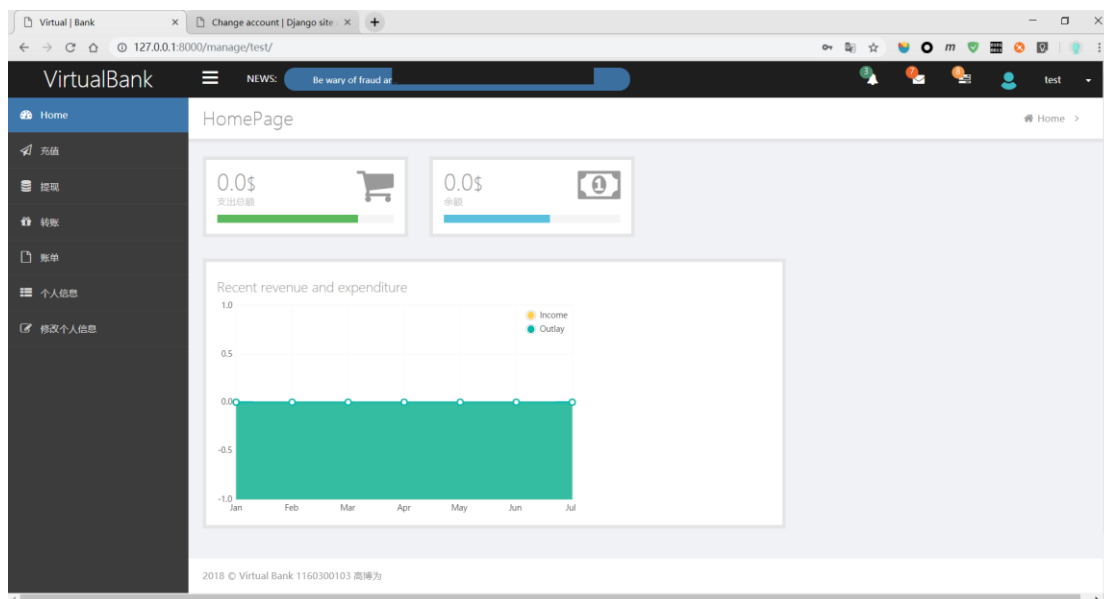 Virtual | Bank
Change account | Django site
127.0.0.1:8000/manage/test/
VirtualBank
NEWS:
Be wary of fraud
3
7
8
test
Home
HomePage
Home
充值
提现
转账
账单
个人信息
修改个人信息
0.0$
支出总额
0.0$
余额
Recent revenue and expenditure
Income
Outlay
1.0
0.5
0.0
-0.5
-1.0
Jan Feb Mar Apr May Jun Jul
2018 © Virtual Bank 1160300103 高博为